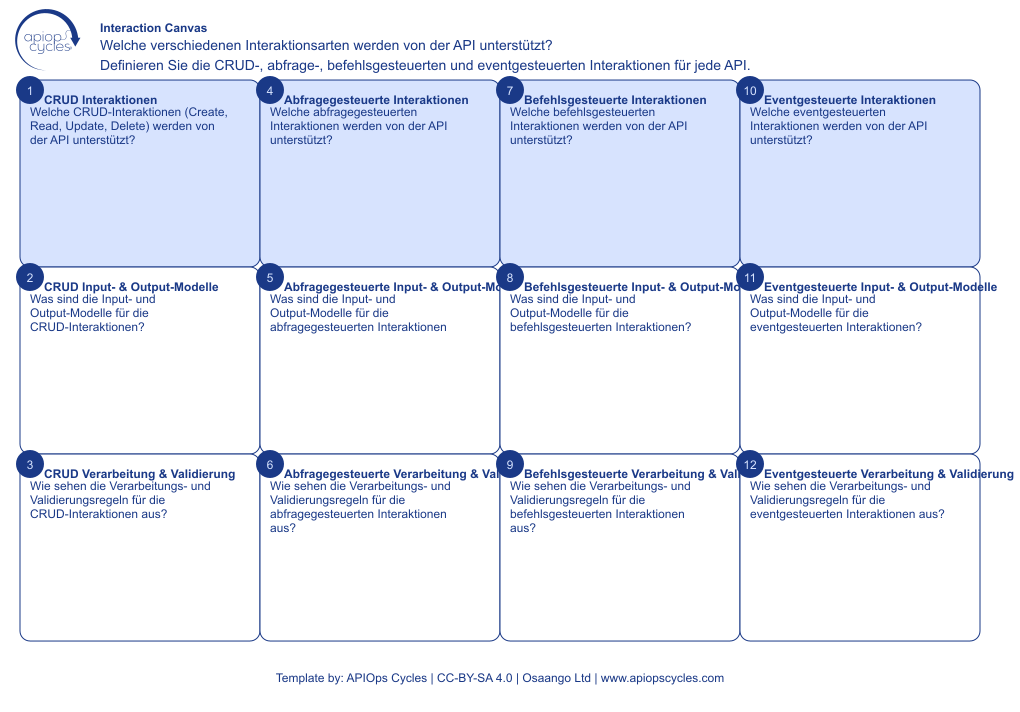 apiops
cycles
Interaction Canvas
Welche verschiedenen Interaktionsarten werden von der API unterstützt?
Definieren Sie die CRUD-, abfrage-, befehlsgesteuerten und eventgesteuerten Interaktionen für jede API.
1
CRUD Interaktionen
Welche CRUD-Interaktionen (Create,
Read, Update, Delete) werden von
der API unterstützt?
4
Abfragegesteuerte Interaktionen
Welche abfragegesteuerten
Interaktionen werden von der API
unterstützt?
7
Befehlsgesteuerte Interaktionen
Welche befehlsgesteuerten
Interaktionen werden von der API
unterstützt?
10
Eventgesteuerte Interaktionen
Welche eventgesteuerten
Interaktionen werden von der API
unterstützt?
2
CRUD Input- & Output-Modelle
Was sind die Input- und
Output-Modelle für die
CRUD-Interaktionen?
5
Abfragegesteuerte Input- & Output-Mo
Was sind die Input- und
Output-Modelle für die
abfragegesteuerten Interaktionen
8
Befehlsgesteuerte Input- & Output-Mo
Was sind die Input- und
Output-Modelle für die
befehlsgesteuerten Interaktionen?
11
Eventgesteuerte Input- & Output-Modelle
Was sind die Input- und
Output-Modelle für die
eventgesteuerten Interaktionen?
3
CRUD Verarbeitung & Validierung
Wie sehen die Verarbeitungs- und
Validierungsregeln für die
CRUD-Interaktionen aus?
6
Abfragegesteuerte Verarbeitung & Val
Wie sehen die Verarbeitungs- und
Validierungsregeln für die
abfragegesteuerten Interaktionen
aus?
9
Befehlsgesteuerte Verarbeitung & Vali
Wie sehen die Verarbeitungs- und
Validierungsregeln für die
befehlsgesteuerten Interaktionen
aus?
12
Eventgesteuerte Verarbeitung & Validierung
Wie sehen die Verarbeitungs- und
Validierungsregeln für die
eventgesteuerten Interaktionen aus?
Template by: APIOps Cycles | CC-BY-SA 4.0 | Osaango Ltd | www.apiopscycles.com